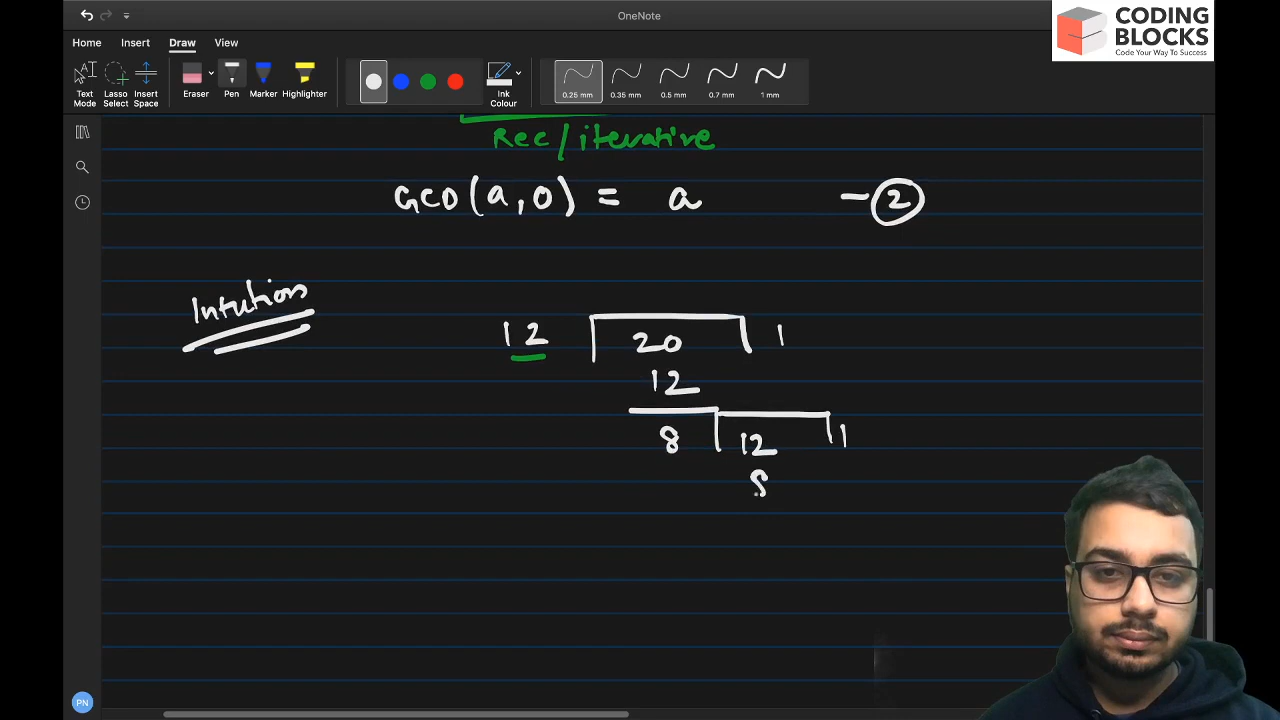 OneNote
CODING
BLOCKS
Code Your Way To Success
Home Insert Draw View
Text Mode
Lasso Select
Insert Space
Eraser
Pen
Marker
Highlighter
Ink Colour
0.25 mm
0.35 mm
0.5 mm
0.7 mm
1 mm
Rec/iterative
GCD(a,0) = a - 2
Intution
12 20 1
12
8 12 1
8
PN